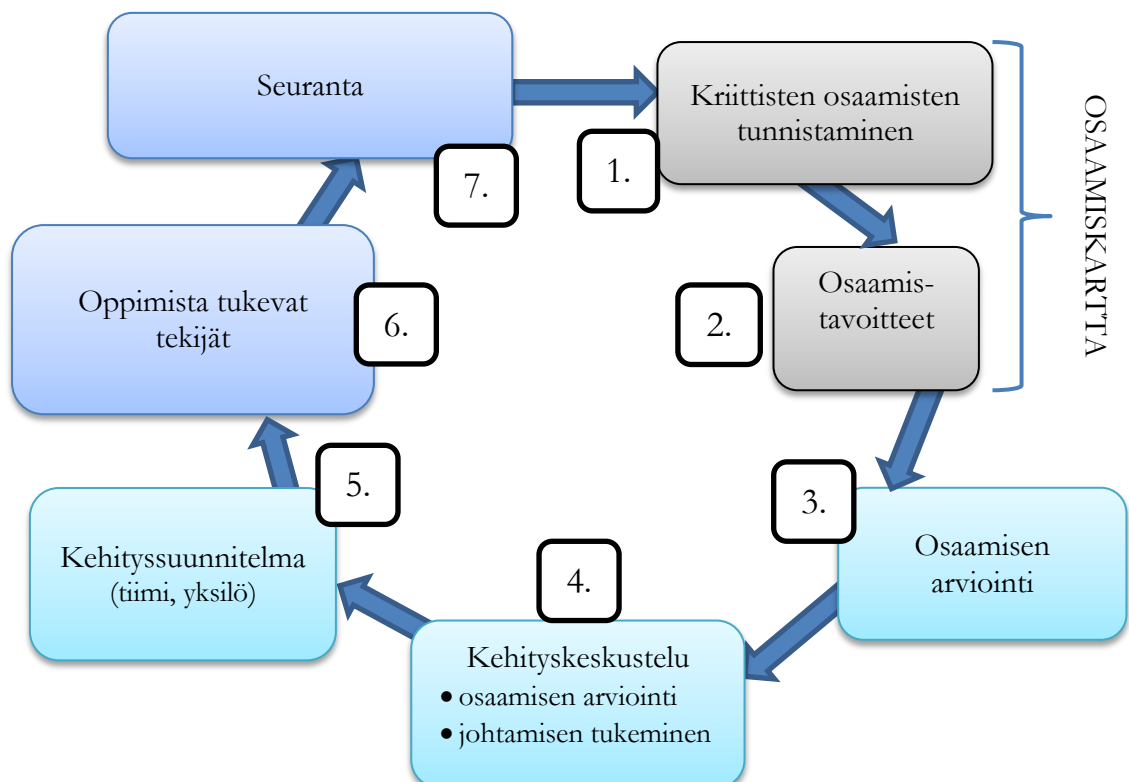 1.
Kriittisten osaamisten
tunnistaminen
2.
Osaamis-
tavoitteet
OSAAMISKARTTA
3.
Osaamisen
arviointi
4.
Kehityskeskustelu
• osaamisen arviointi
• johtamisen tukeminen
5.
Kehityssuunnitelma
(tiimi, yksilö)
6.
Oppimista tukevat
tekijät
7.
Seuranta